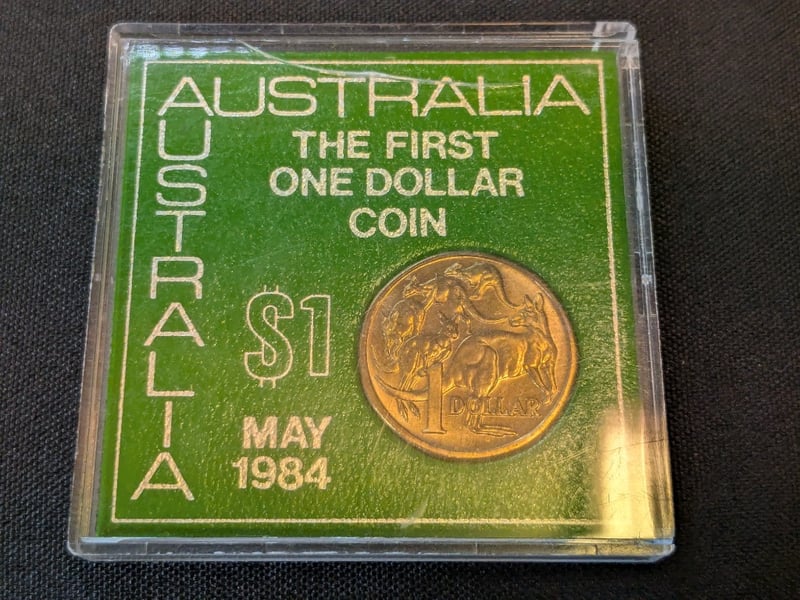 AUSTRALIA
AUSTRALIA
THE FIRST
ONE DOLLAR
COIN
$1
MAY
1984
1 DOLLAR